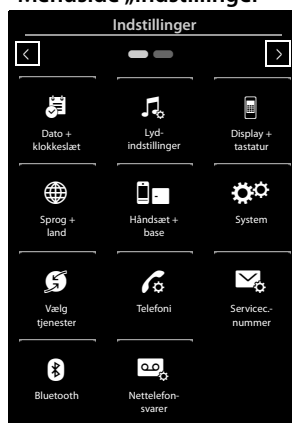 menuside „Indstillinger“
Indstillinger
Dato +
klokkeslæt
Lyd-
indstillinger
Display +
tastatur
Sprog +
land
Håndsæt +
base
System
Vælg
tjenester
Telefoni
Servicec.-
nummer
Bluetooth
Nettelefon-
svarer